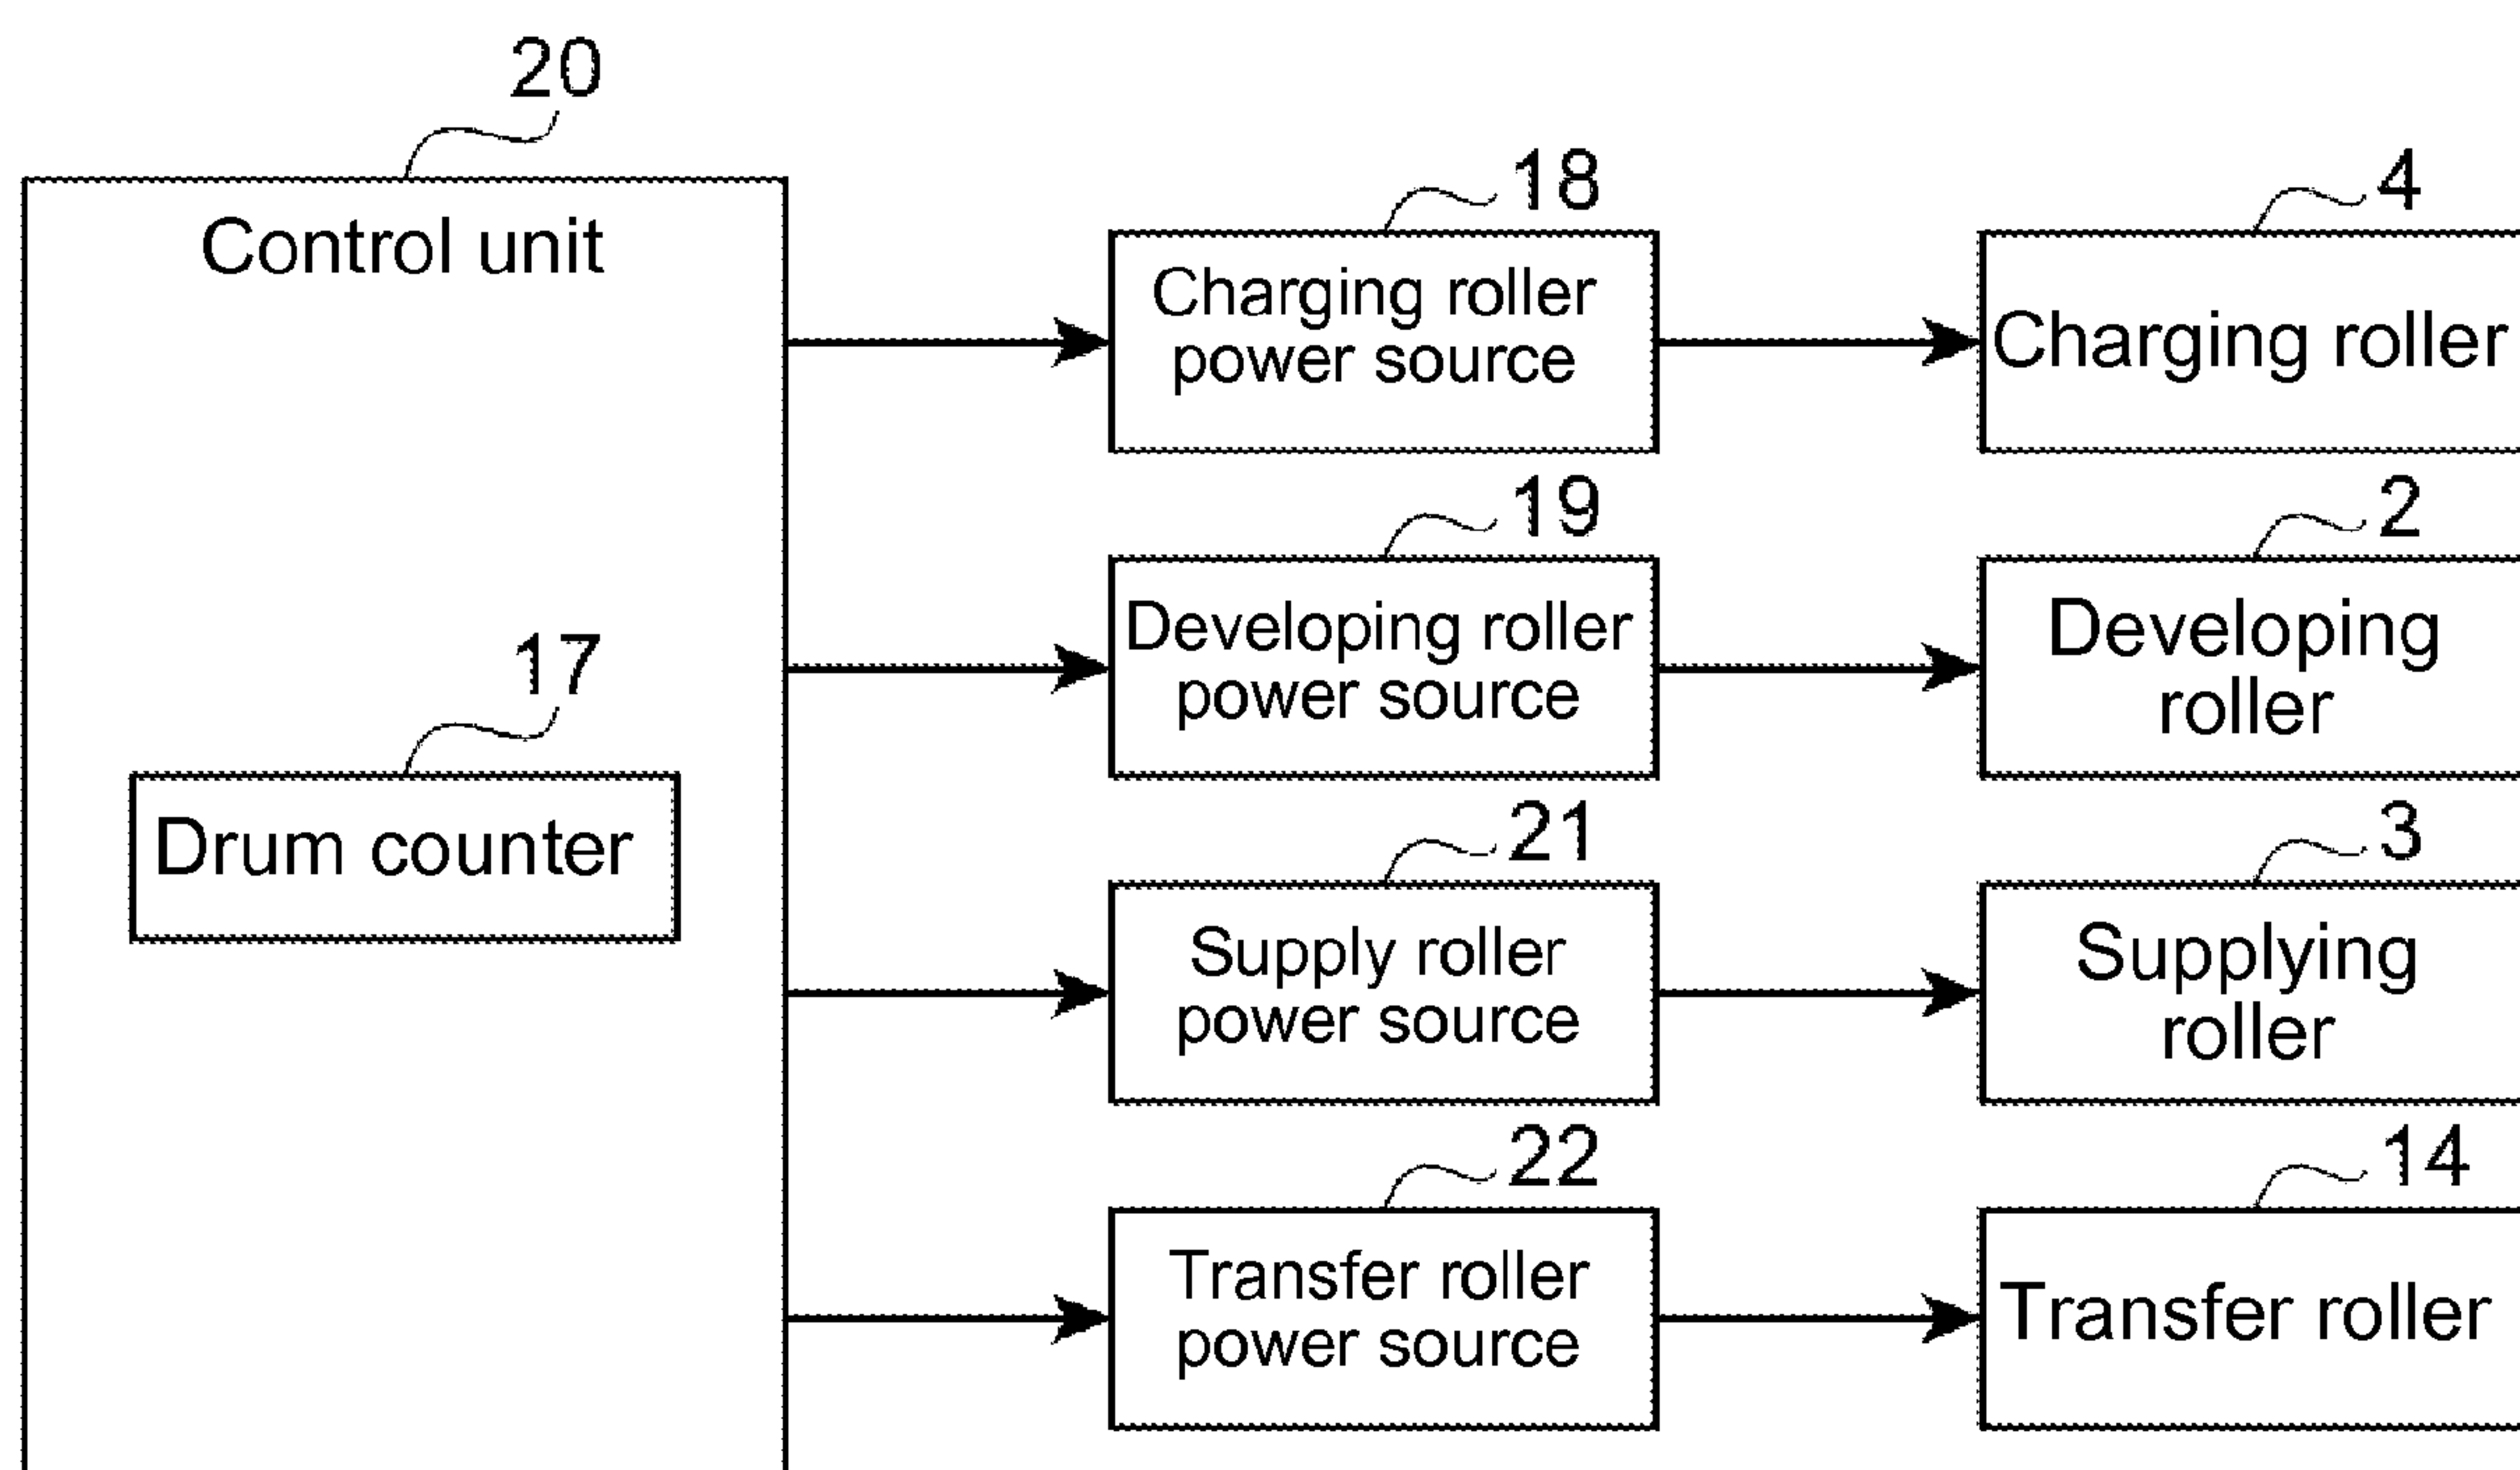 20
Control unit
17
Drum counter
18
Charging roller
power source
4
Charging roller
19
Developing roller
power source
2
Developing
roller
21
Supply roller
power source
3
Supplying
roller
22
Transfer roller
power source
14
Transfer roller